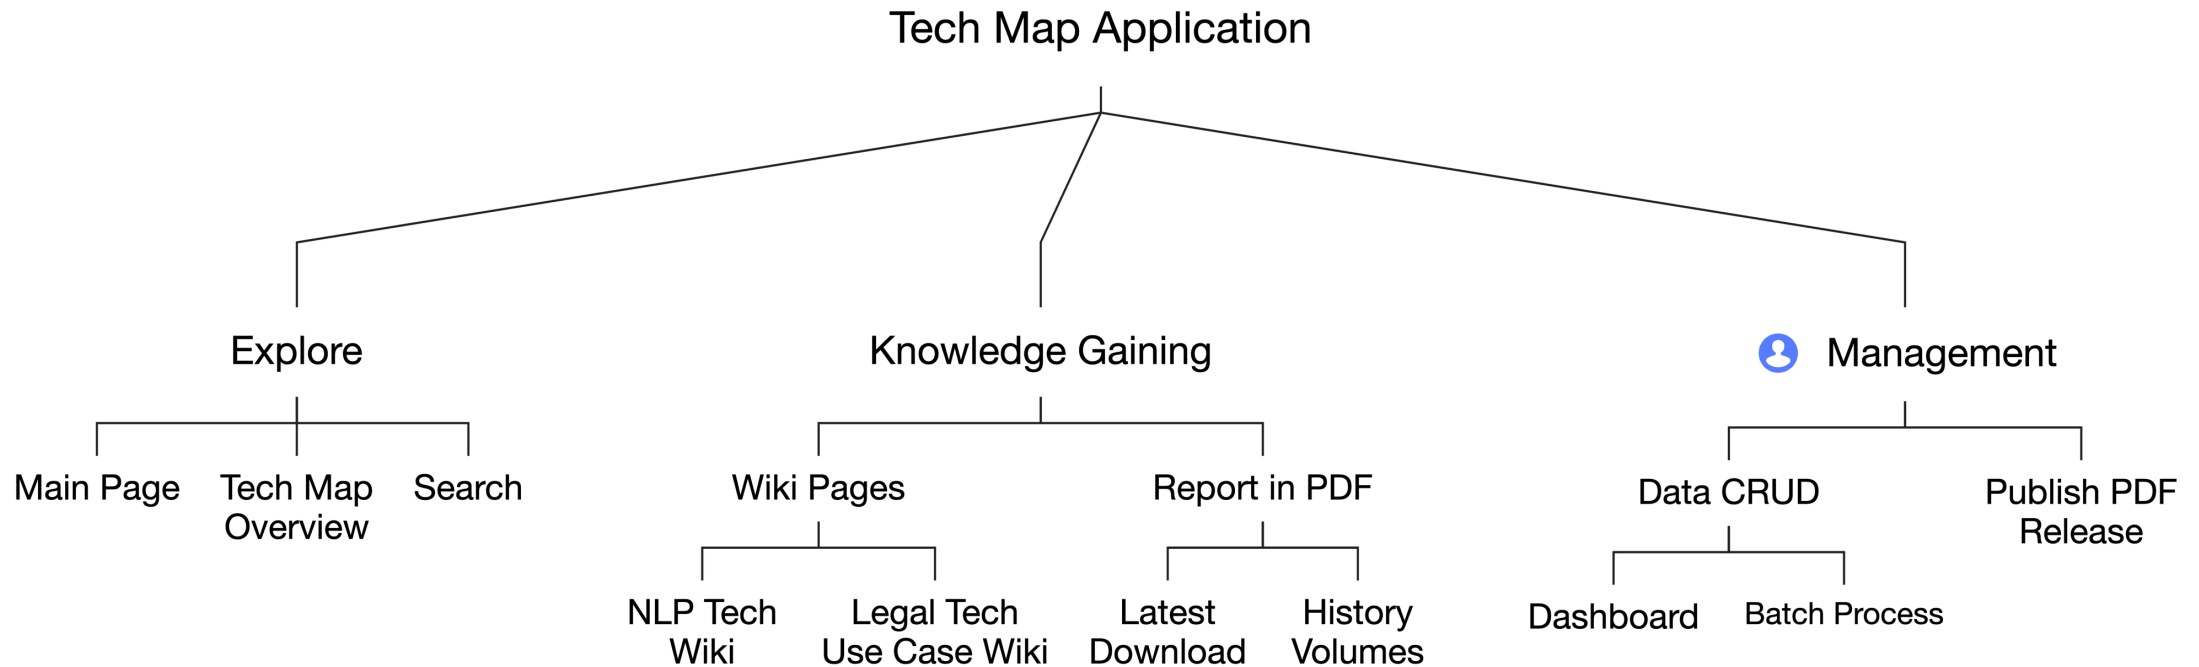 Tech Map Application
Explore
Knowledge Gaining
Management
Main Page
Tech Map
Overview
Search
Wiki Pages
Report in PDF
Data CRUD
Publish PDF
Release
NLP Tech
Wiki
Legal Tech
Use Case Wiki
Latest
Download
History
Volumes
Dashboard
Batch Process